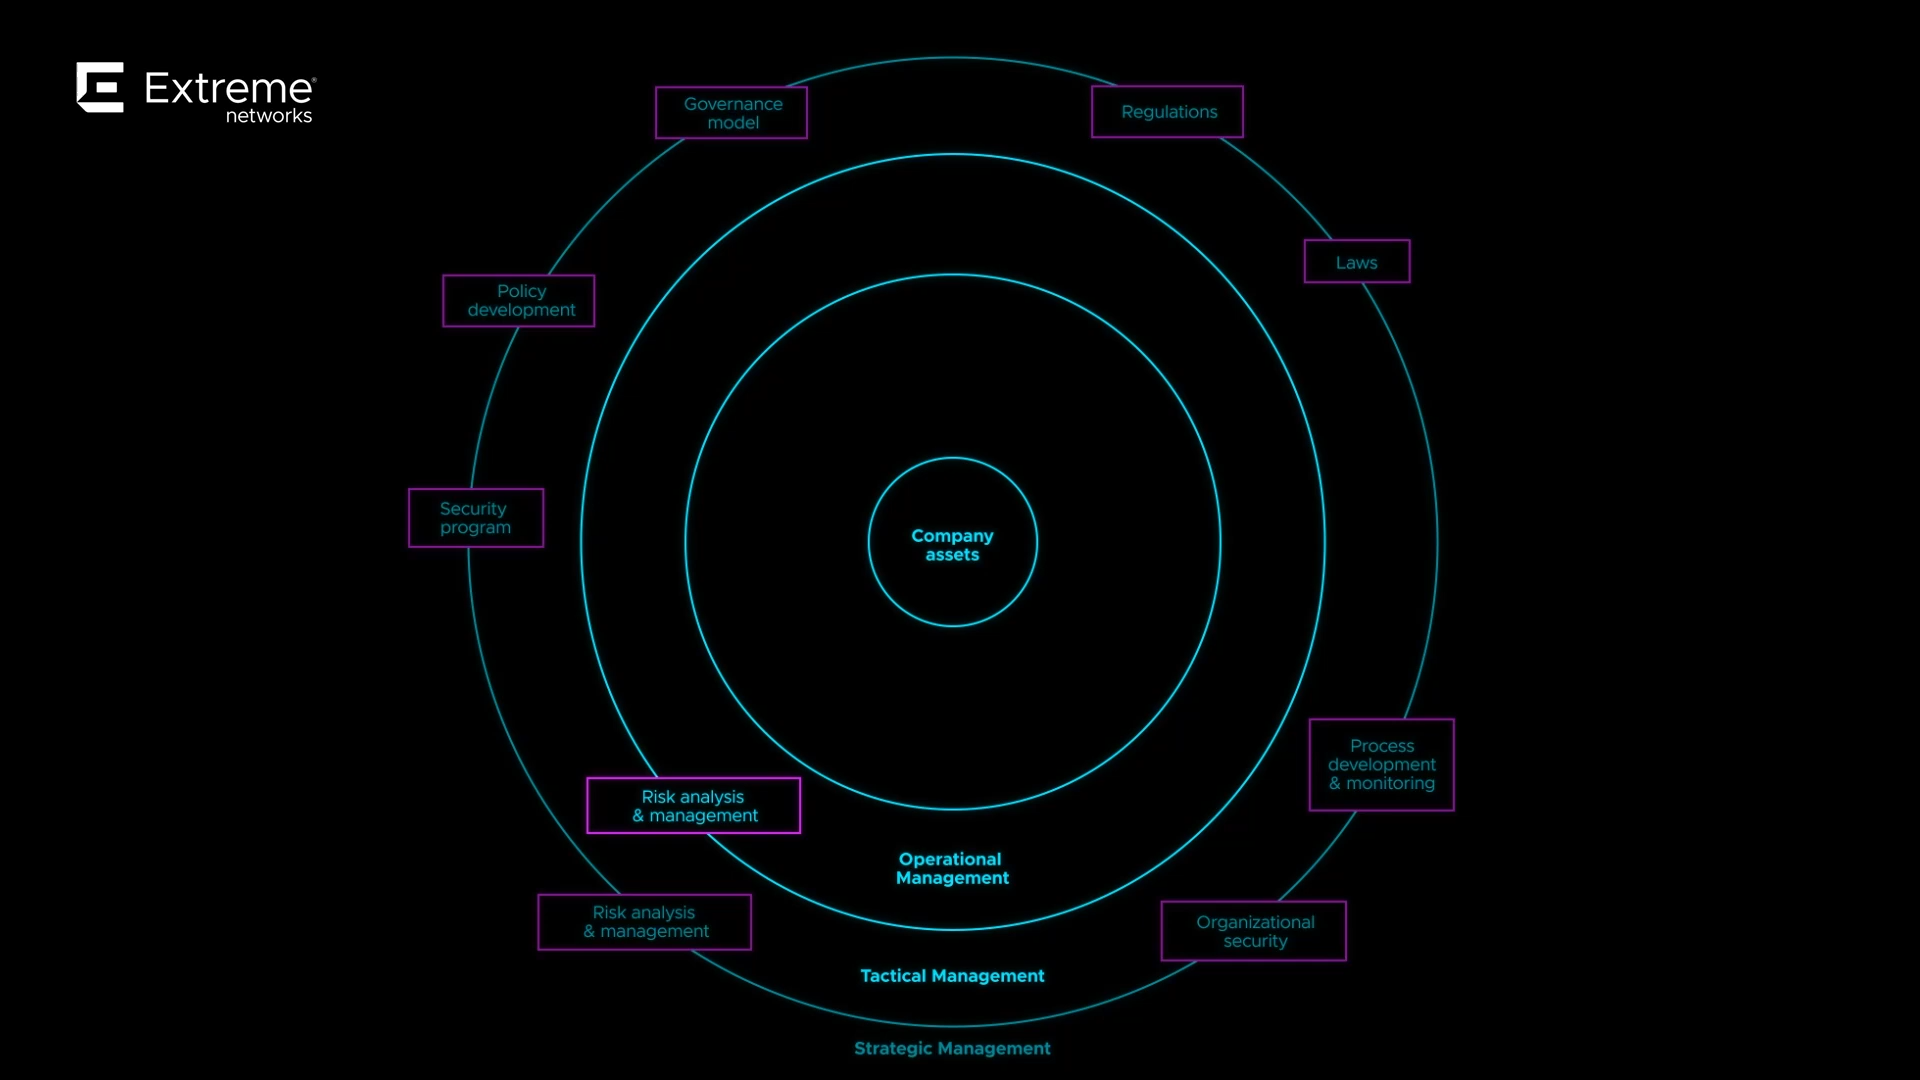 Extreme®
networks
Governance
model
Regulations
Laws
Policy
development
Security
program
Company
assets
Process
development
& monitoring
Risk analysis
& management
Operational
Management
Risk analysis
& management
Organizational
security
Tactical Management
Strategic Management